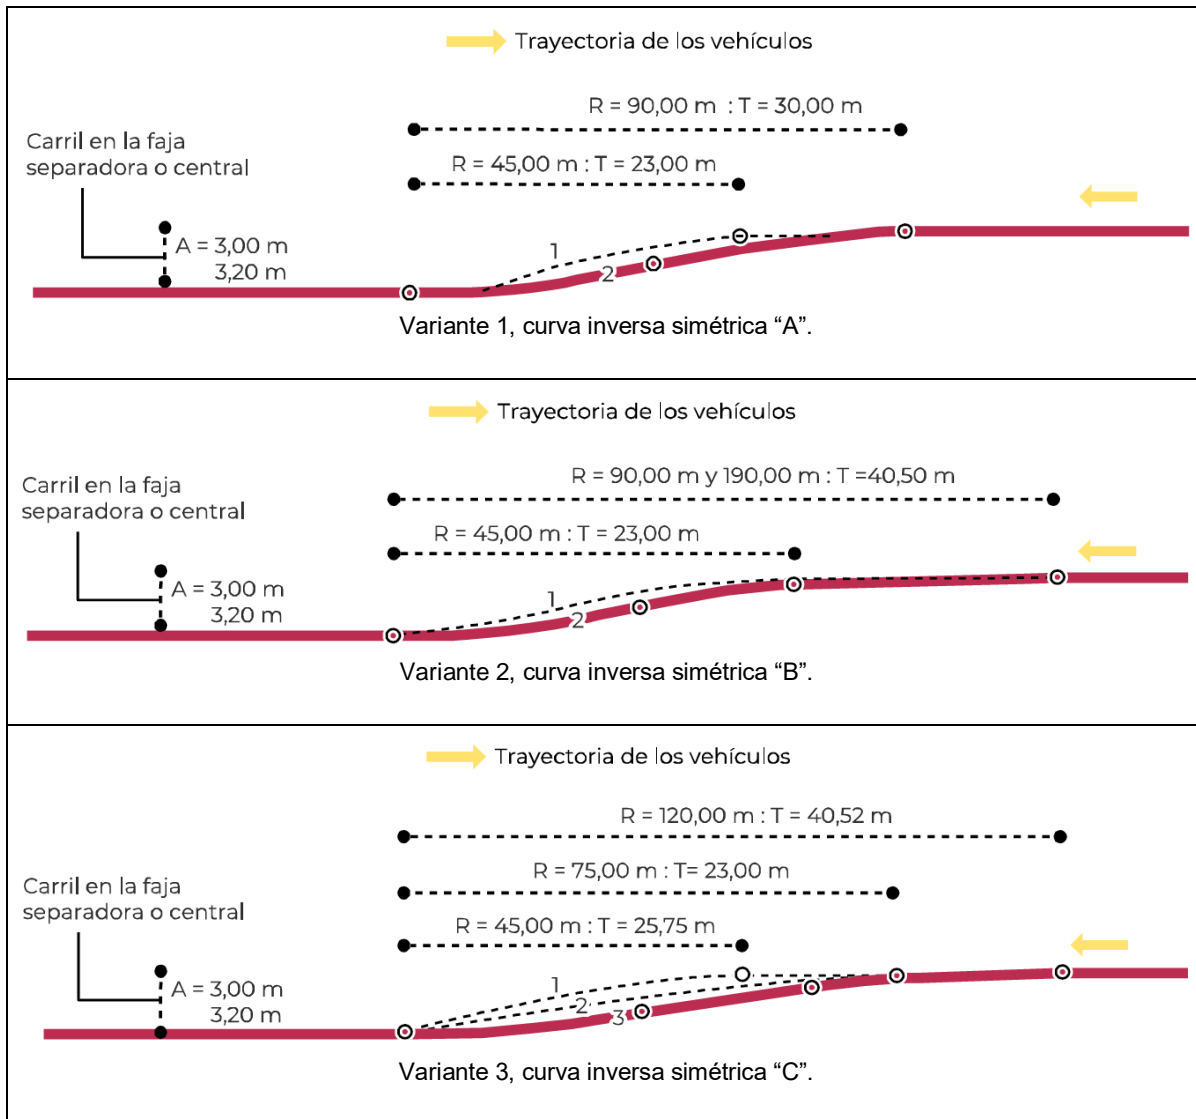 Trayectoria de los vehículos
R = 90,00 m : T = 30,00 m
Carril en la faja
separadora o central
R = 45,00 m : T = 23,00 m
A = 3,00 m
3,20 m
1
2
Variante 1, curva inversa simétrica “A”.
Trayectoria de los vehículos
R = 90,00 m y 190,00 m : T =40,50 m
Carril en la faja
separadora o central
R = 45,00 m : T = 23,00 m
A = 3,00 m
3,20 m
1
2
Variante 2, curva inversa simétrica “B”.
Trayectoria de los vehículos
R = 120,00 m : T = 40,52 m
R = 75,00 m : T= 23,00 m
Carril en la faja
separadora o central
R = 45,00 m : T = 25,75 m
A = 3,00 m
3,20 m
1
2
3
Variante 3, curva inversa simétrica “C”.